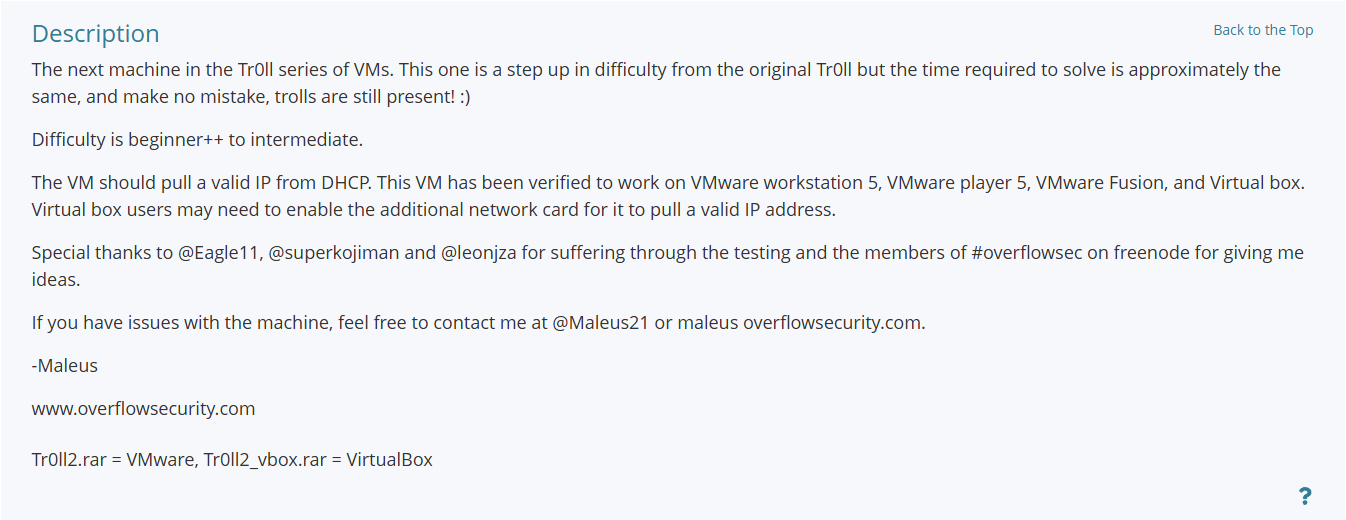 Description
Back to the Top
The next machine in the Tr0ll series of VMs. This one is a step up in difficulty from the original Tr0ll but the time required to solve is approximately the
same, and make no mistake, trolls are still present! :)
Difficulty is beginner++ to intermediate.
The VM should pull a valid IP from DHCP. This VM has been verified to work on VMware workstation 5, VMware player 5, VMware Fusion, and Virtual box.
Virtual box users may need to enable the additional network card for it to pull a valid IP address.
Special thanks to @Eagle11, @superkojiman and @leonjza for suffering through the testing and the members of #overflowsec on freenode for giving me
ideas.
If you have issues with the machine, feel free to contact me at @Maleus21 or maleus overflowsecurity.com.
-Maleus
www.overflowsecurity.com
Tr0ll2.rar = VMware, Tr0ll2_vbox.rar = VirtualBox
?